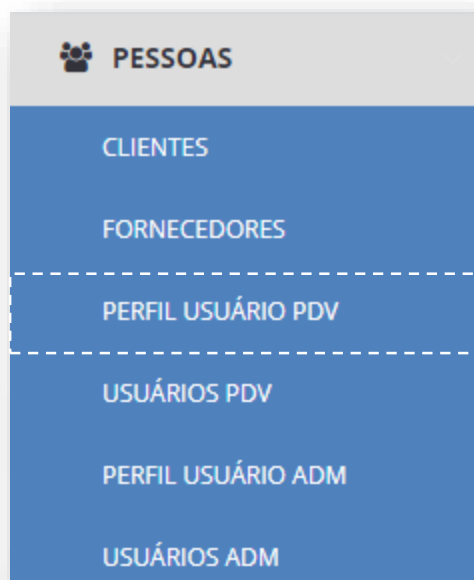 PESSOAS
CLIENTES
FORNECEDORES
PERFIL USUÁRIO PDV
USUÁRIOS PDV
PERFIL USUÁRIO ADM
USUÁRIOS ADM